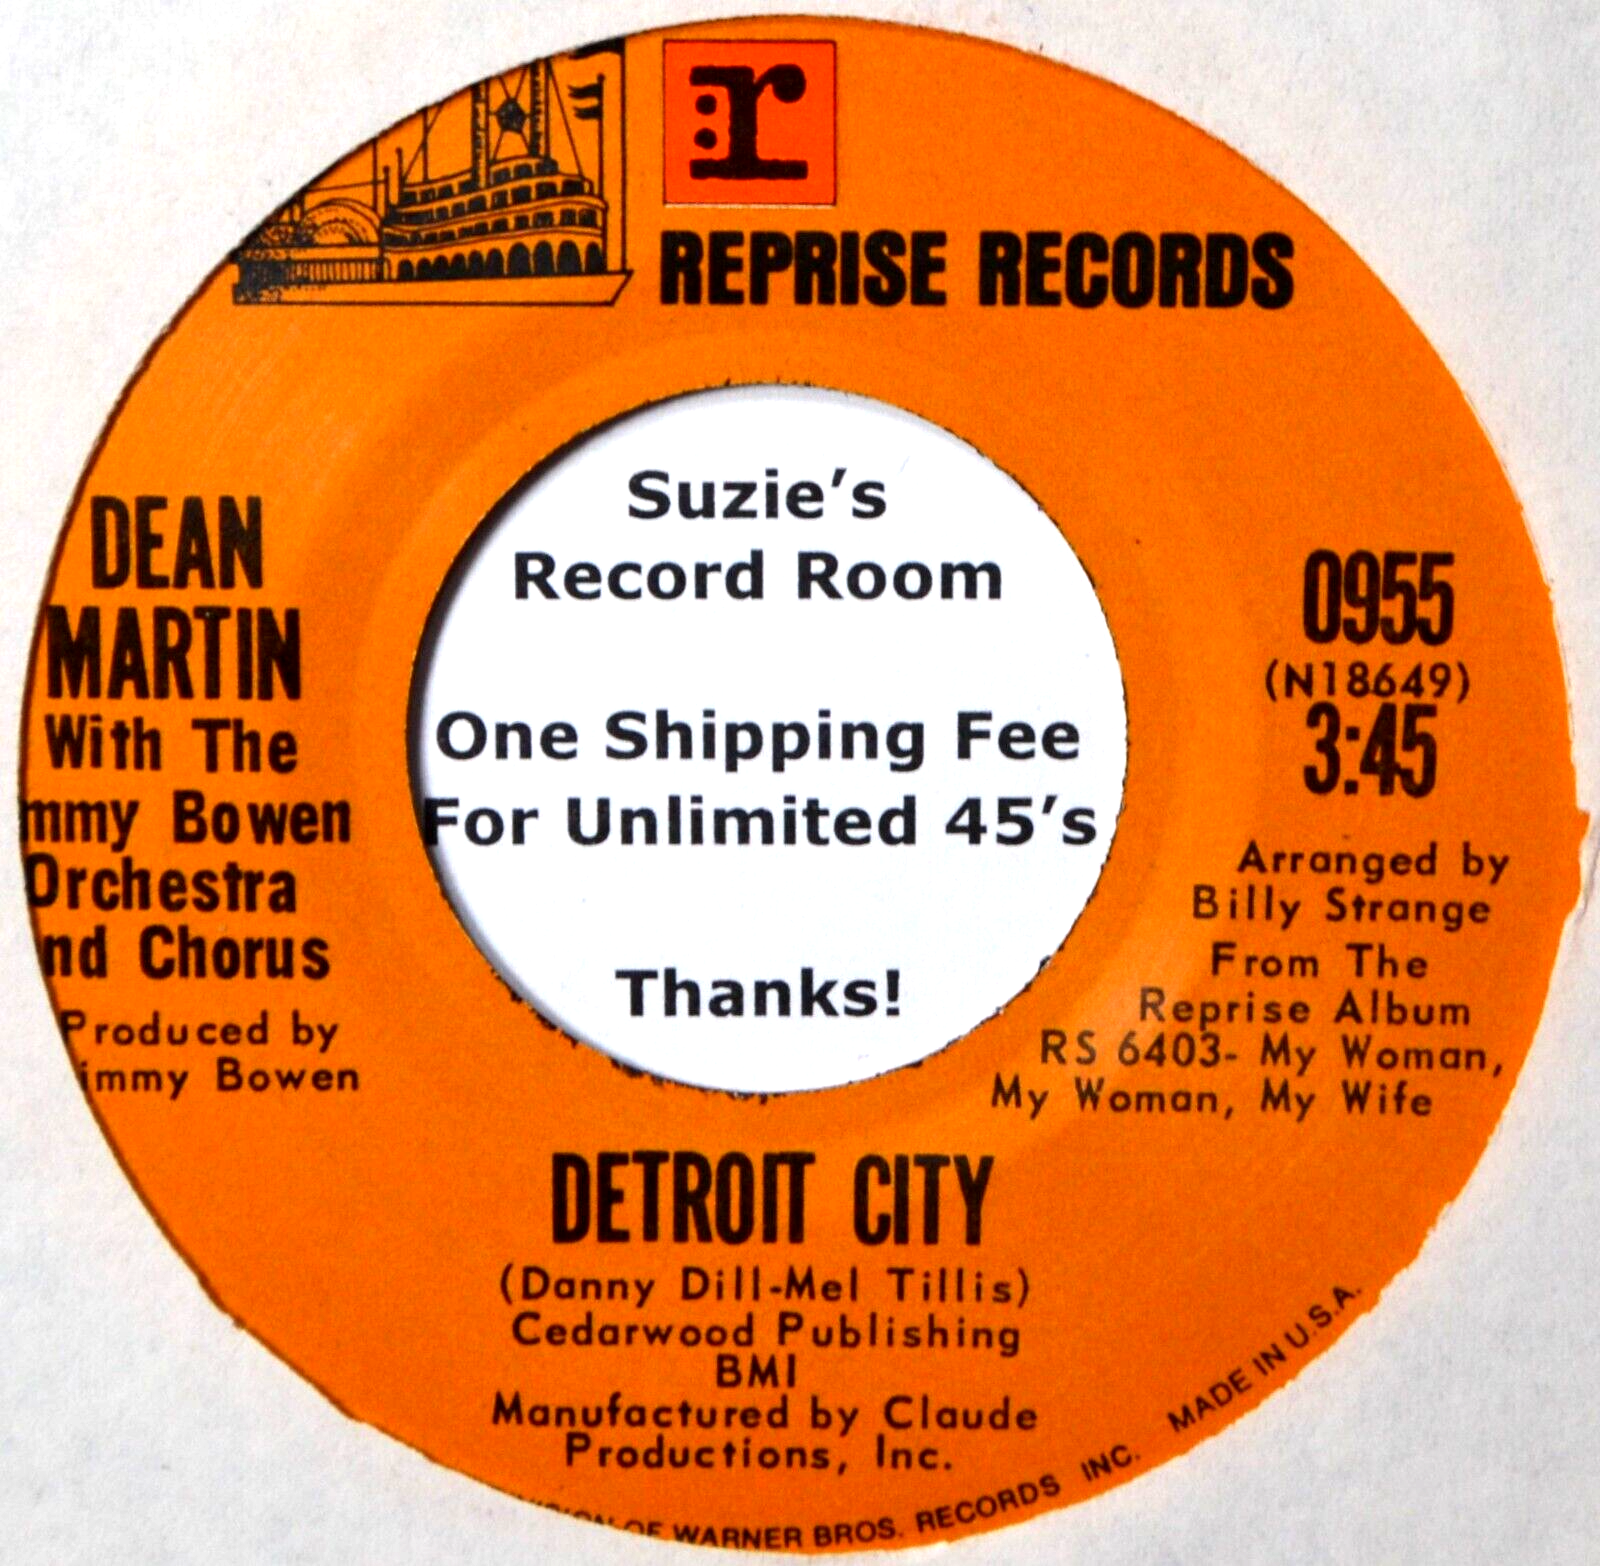 r
REPRISE RECORDS
DEAN
MARTIN
With The
mmy Bowen
Orchestra
nd Chorus
Produced by
immy Bowen
Suzie's
Record Room
One Shipping Fee
For Unlimited 45's
Thanks!
0955
(N18649)
3:45
Arranged by
Billy Strange
From The
Reprise Album
RS 6403- My Woman,
My Woman, My Wife
DETROIT CITY
(Danny Dill-Mel Tillis)
Cedarwood Publishing
BMI
Manufactured by Claude
Productions, Inc.
OF WARNER BROS. RECORDS INC. MADE IN U.S.A.